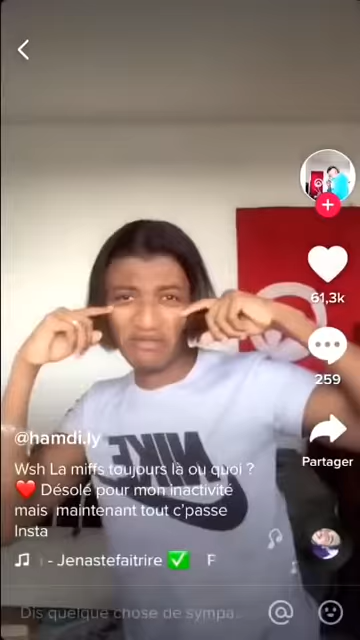 61,3k
259
Partager
@hamdi.ly
Wsh La miffs toujours là ou quoi ?
❤️ Désolé pour mon inactivité
mais maintenant tout c'passe
Insta
NIKE
- Jenastefaitrire ✅ F
Dis quelque chose de sympa...